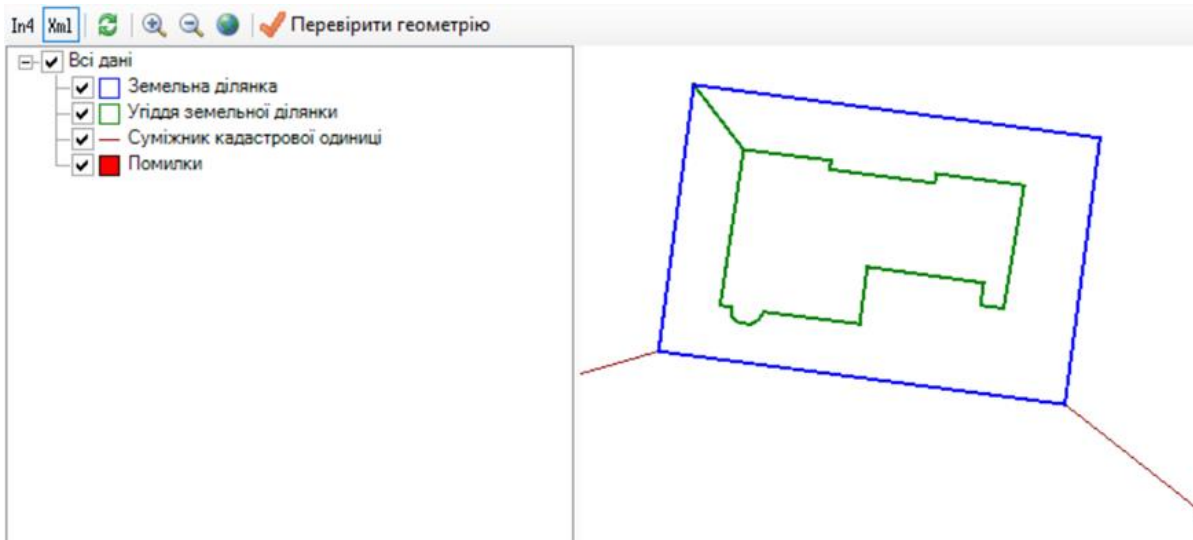 In4 Xml Перевірити геометрію
Всі дані
Земельна ділянка
Угіддя земельної ділянки
Суміжник кадастрової одиниці
Помилки